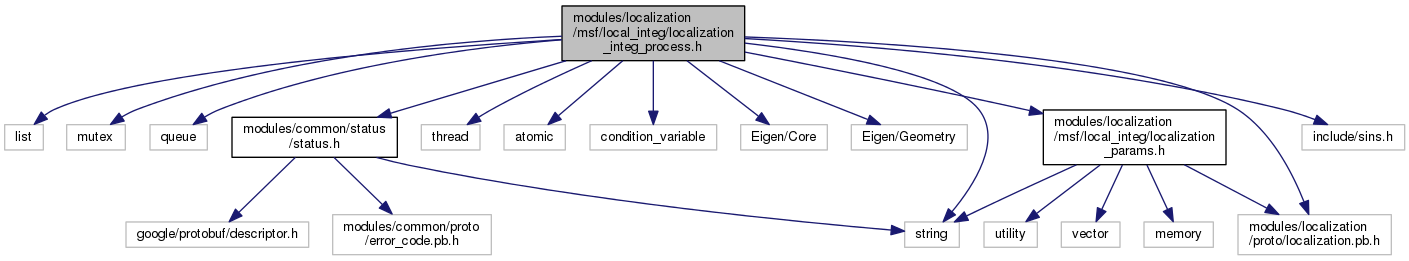 modules/localization
/msf/local_integ/localization
_integ_process.h
list
mutex
queue
modules/common/status
/status.h
thread
atomic
condition_variable
Eigen/Core
Eigen/Geometry
modules/localization
/msf/local_integ/localization
_params.h
include/sins.h
google/protobuf/descriptor.h
modules/common/proto
/error_code.pb.h
string
utility
vector
memory
modules/localization
/proto/localization.pb.h